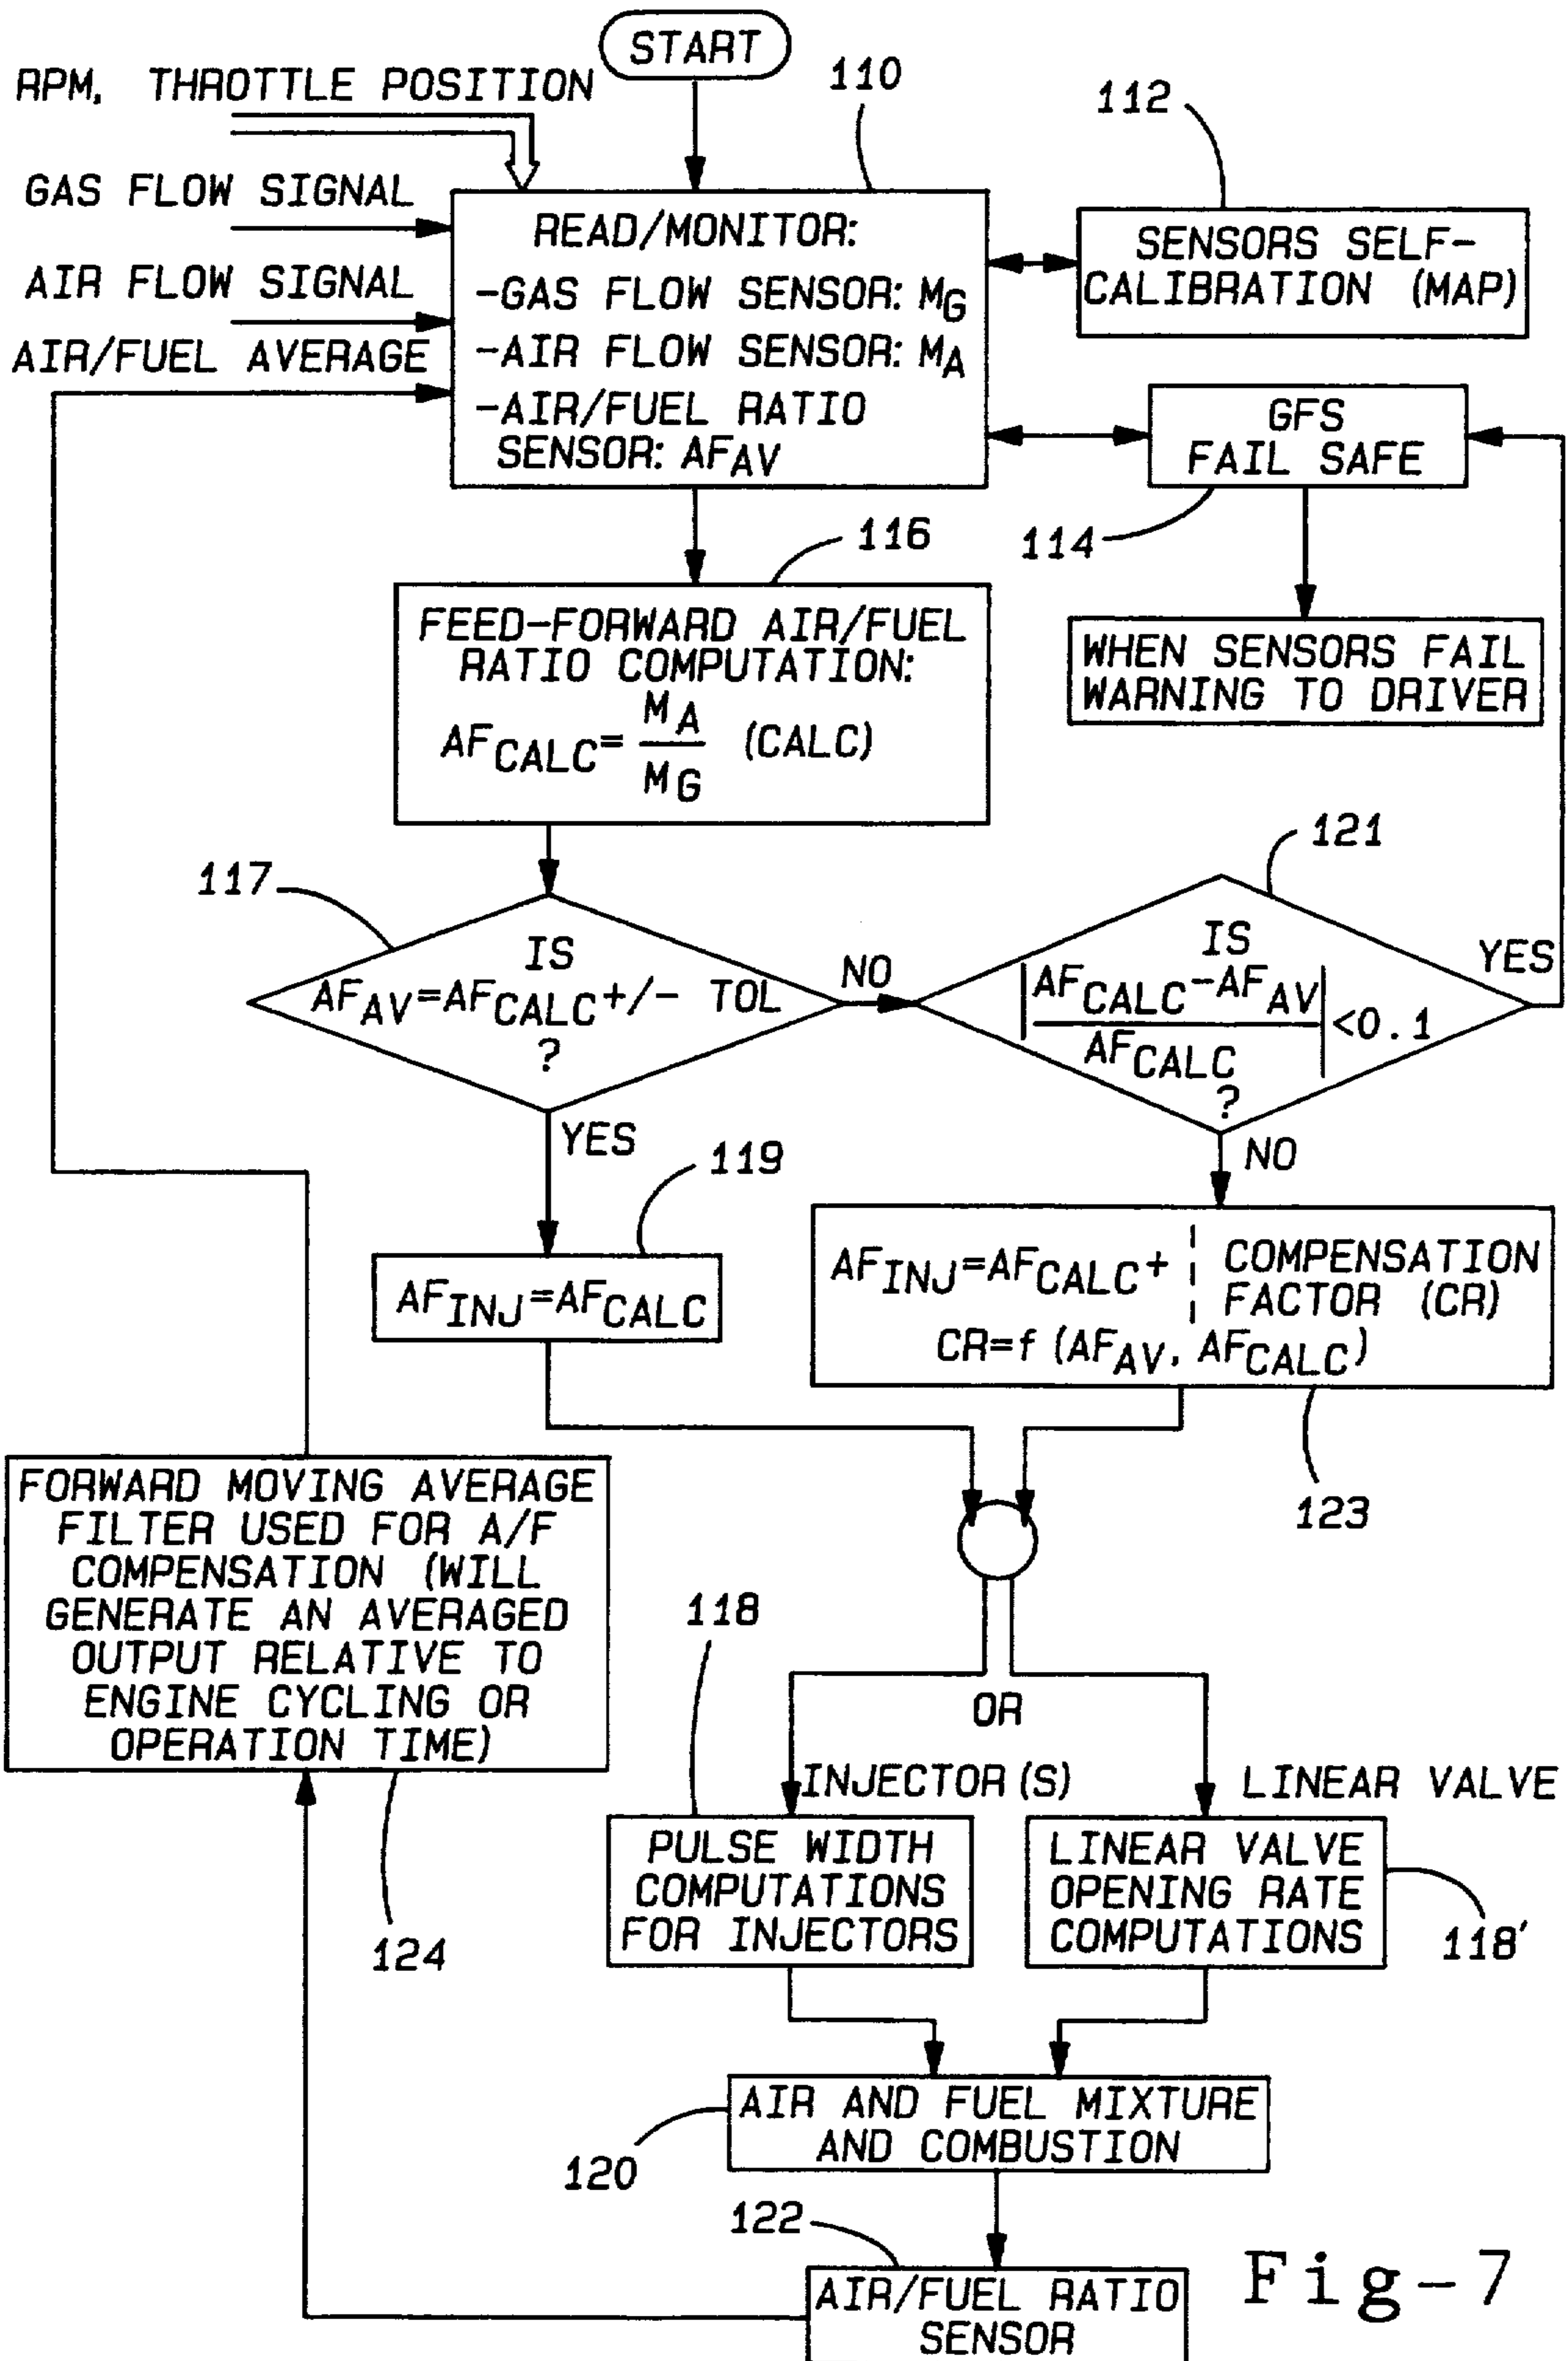 START
RPM, THROTTLE POSITION
110
112
GAS FLOW SIGNAL
AIR FLOW SIGNAL
AIR/FUEL AVERAGE
READ/MONITOR:
-GAS FLOW SENSOR: MG
-AIR FLOW SENSOR: MA
-AIR/FUEL RATIO
SENSOR: AFAV
SENSORS SELF-
CALIBRATION (MAP)
GFS
FAIL SAFE
114
116
WHEN SENSORS FAIL
WARNING TO DRIVER
FEED-FORWARD AIR/FUEL
RATIO COMPUTATION:
AFCALC= MA/MG (CALC)
117
IS
AFAV=AFCALC+/- TOL
?
NO
121
IS
|AFCALC-AFAV/AFCALC|<0.1
?
YES
YES
NO
119
AFINJ=AFCALC
AFINJ=AFCALC+ ¦ COMPENSATION
FACTOR (CR)
CR=f (AFAV, AFCALC)
123
FORWARD MOVING AVERAGE
FILTER USED FOR A/F
COMPENSATION (WILL
GENERATE AN AVERAGED
OUTPUT RELATIVE TO
ENGINE CYCLING OR
OPERATION TIME)
124
118
OR
INJECTOR(S)
LINEAR VALVE
PULSE WIDTH
COMPUTATIONS
FOR INJECTORS
LINEAR VALVE
OPENING RATE
COMPUTATIONS
118'
AIR AND FUEL MIXTURE
AND COMBUSTION
120
122
AIR/FUEL RATIO
SENSOR
Fig-7